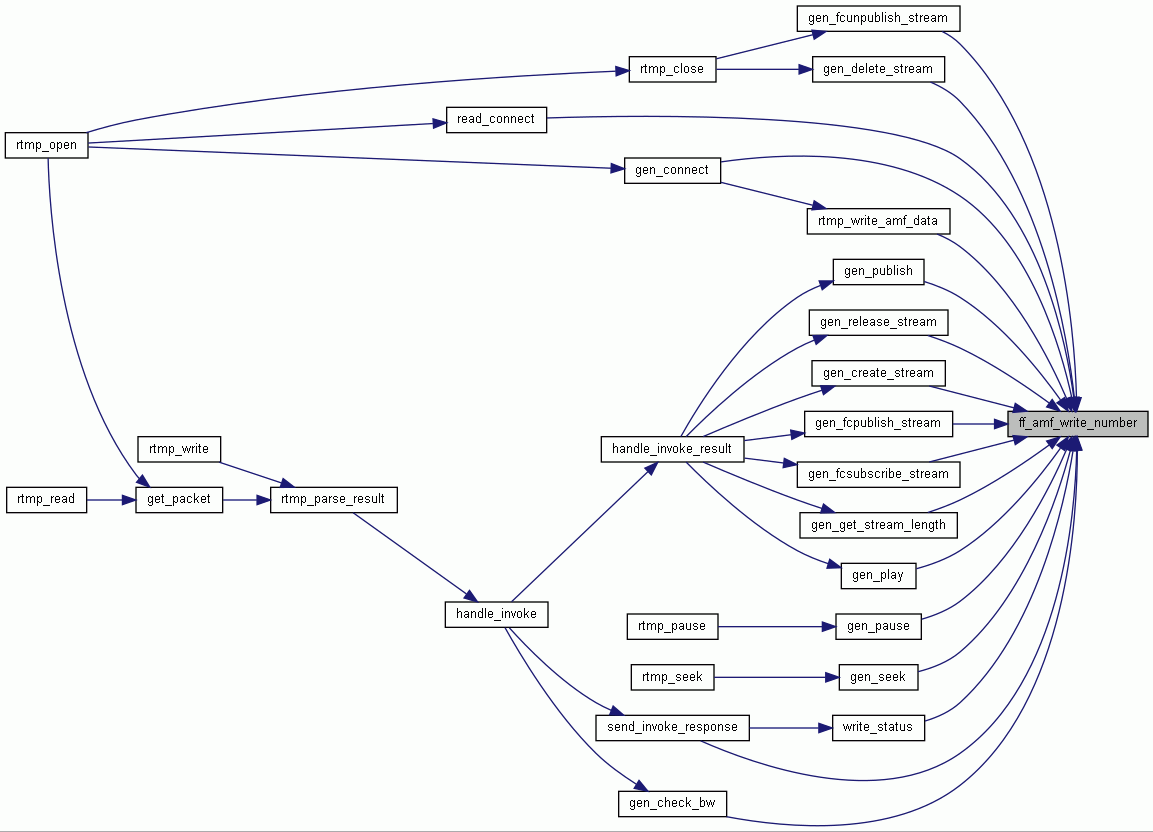 gen_fcunpublish_stream
rtmp_close
gen_delete_stream
read_connect
rtmp_open
gen_connect
rtmp_write_amf_data
gen_publish
gen_release_stream
gen_create_stream
gen_fcpublish_stream
ff_amf_write_number
rtmp_write
handle_invoke_result
gen_fcsubscribe_stream
rtmp_read
get_packet
rtmp_parse_result
gen_get_stream_length
gen_play
handle_invoke
rtmp_pause
gen_pause
rtmp_seek
gen_seek
send_invoke_response
write_status
gen_check_bw